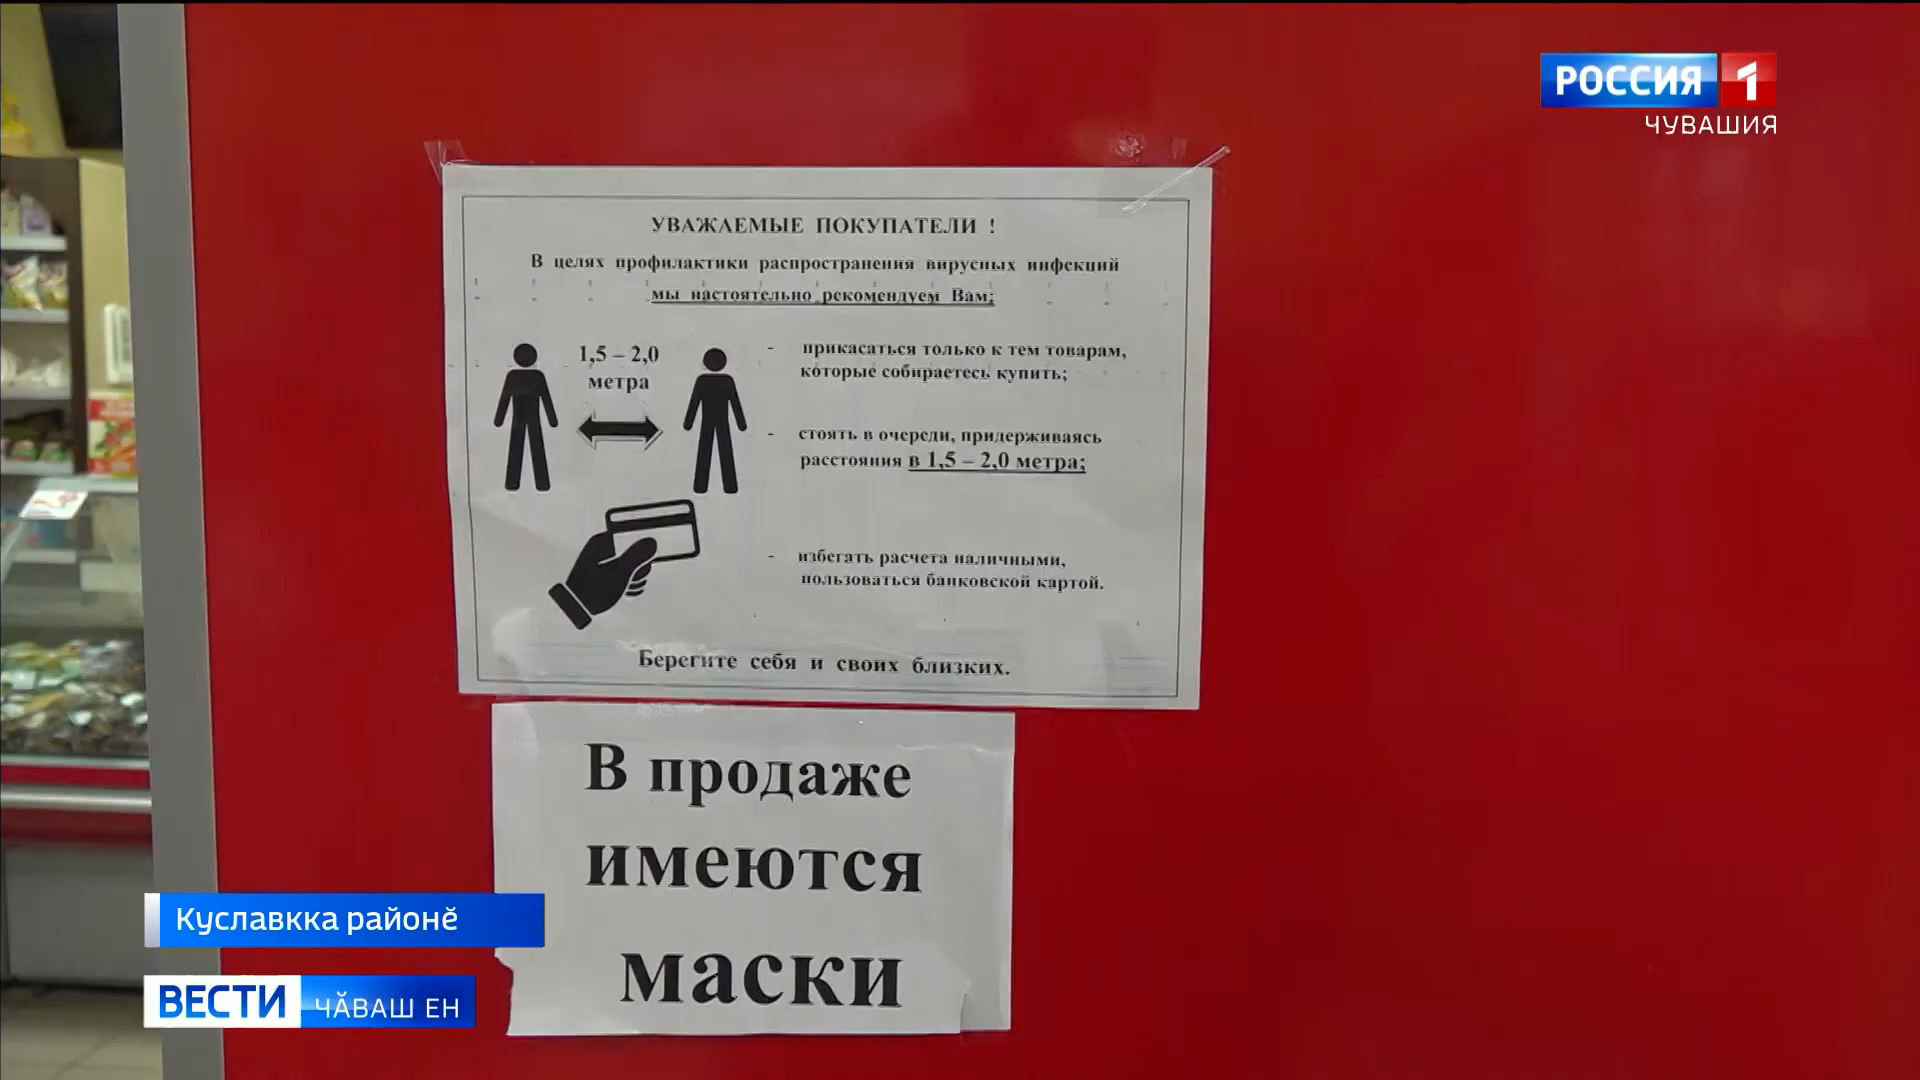 РОССИЯ 1
ЧУВАШИЯ
УВАЖАЕМЫЕ ПОКУПАТЕЛИ !
В целях профилактики распространения вирусных инфекций
мы настоятельно рекомендуем Вам;
1,5 – 2,0
метра
- прикасаться только к тем товарам,
которые собираетесь купить;
- стоять в очереди, придерживаясь
расстояния в 1,5 – 2,0 метра;
- избегать расчета наличными,
пользоваться банковской картой.
Берегите себя и своих близких.
В продаже
имеются
маски
Куславкка районĕ
ВЕСТИ ЧӐВАШ ЕН